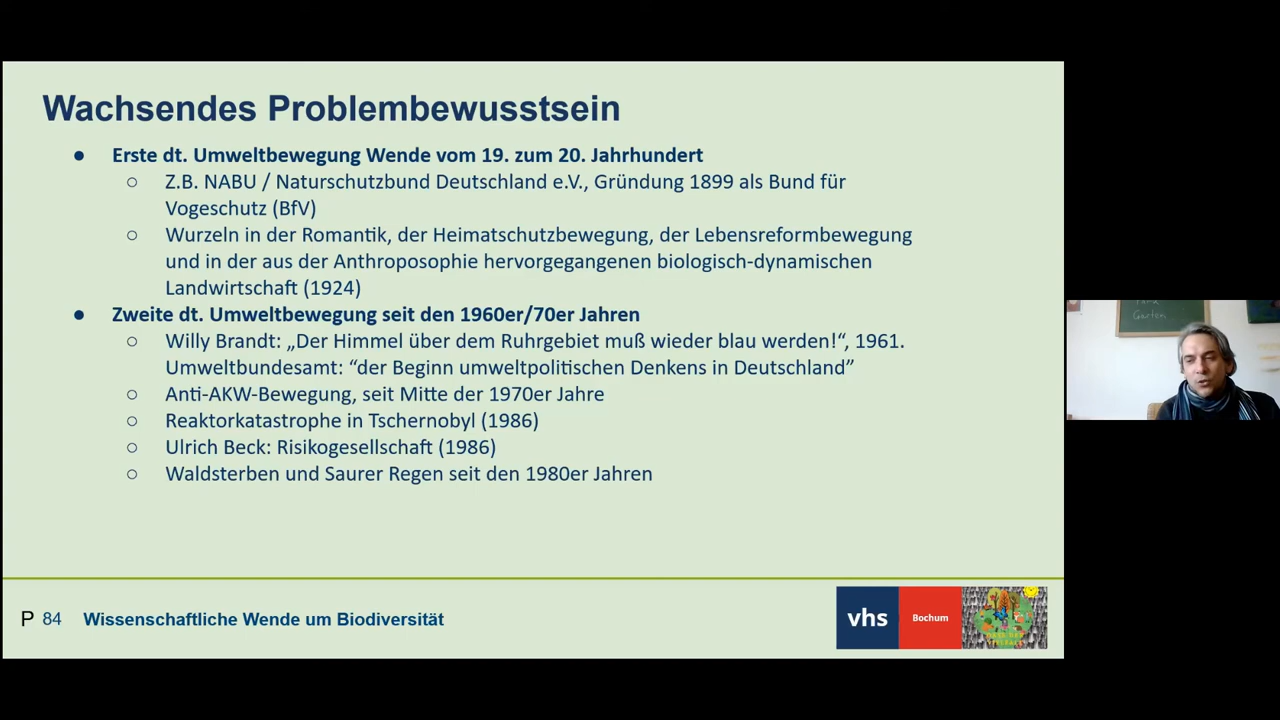 Wachsendes Problembewusstsein
● Erste dt. Umweltbewegung Wende vom 19. zum 20. Jahrhundert
○ Z.B. NABU / Naturschutzbund Deutschland e.V., Gründung 1899 als Bund für
Vogeschutz (BfV)
○ Wurzeln in der Romantik, der Heimatschutzbewegung, der Lebensreformbewegung
und in der aus der Anthroposophie hervorgegangenen biologisch-dynamischen
Landwirtschaft (1924)
● Zweite dt. Umweltbewegung seit den 1960er/70er Jahren
○ Willy Brandt: „Der Himmel über dem Ruhrgebiet muß wieder blau werden!“, 1961.
Umweltbundesamt: “der Beginn umweltpolitischen Denkens in Deutschland”
○ Anti-AKW-Bewegung, seit Mitte der 1970er Jahre
○ Reaktorkatastrophe in Tschernobyl (1986)
○ Ulrich Beck: Risikogesellschaft (1986)
○ Waldsterben und Saurer Regen seit den 1980er Jahren
Garten
P 84 Wissenschaftliche Wende um Biodiversität
vhs Bochum